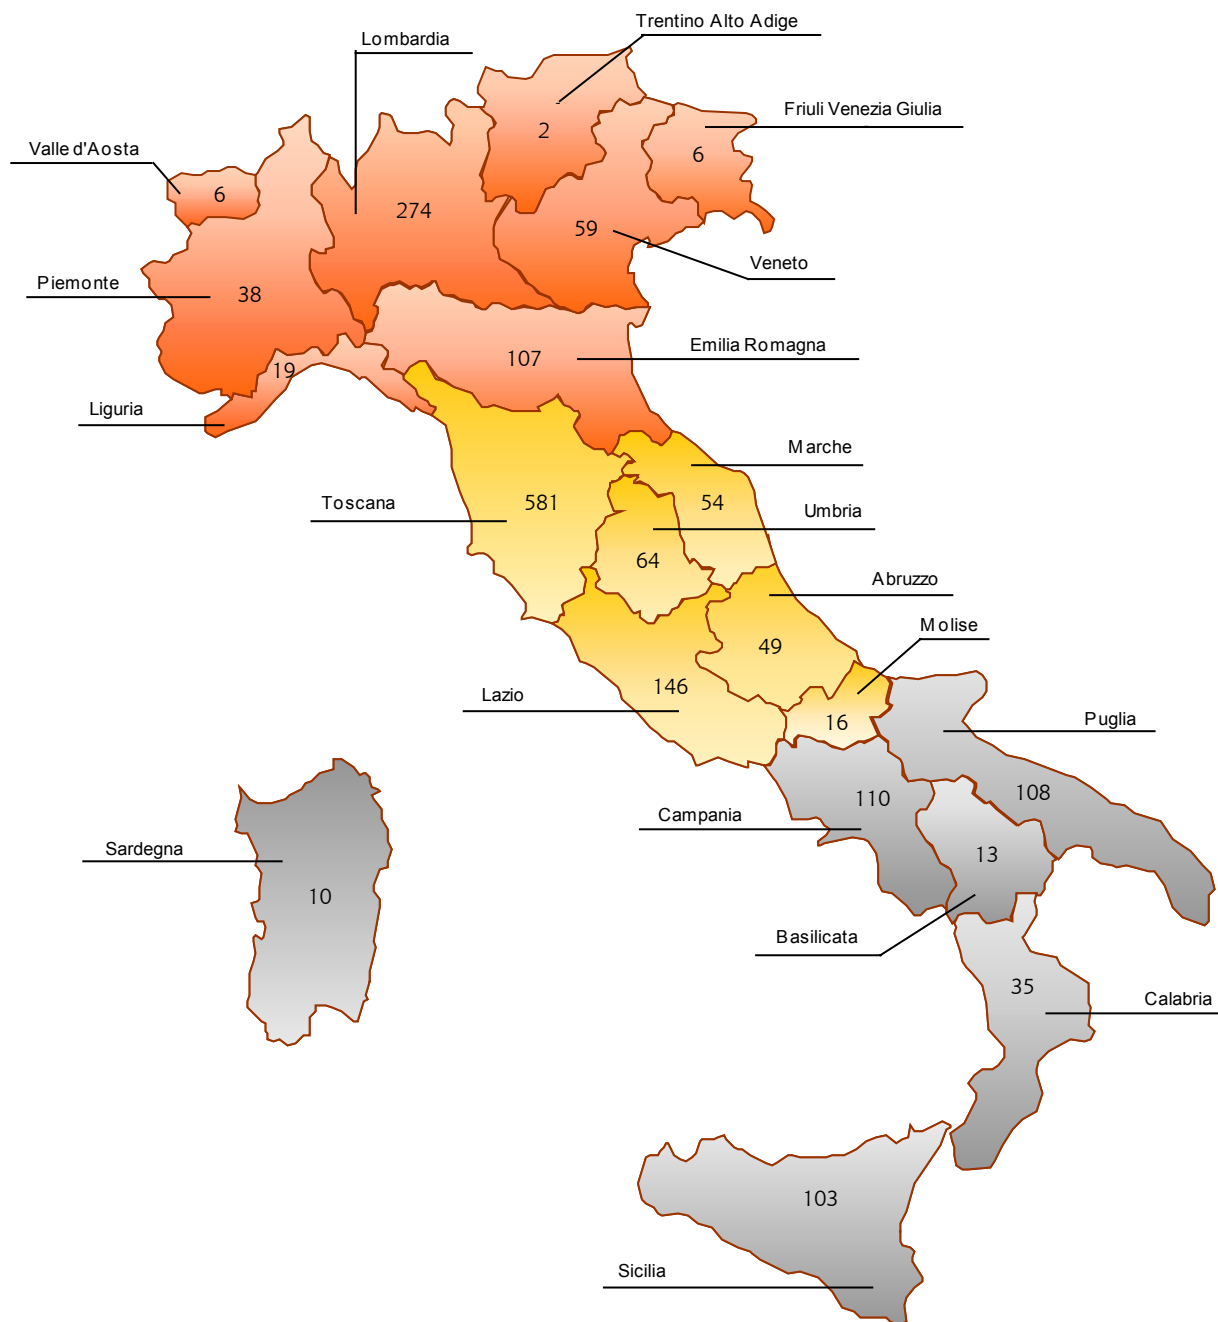 Trentino Alto Adige
Lombardia
Friuli Venezia Giulia
2
Valle d'Aosta
6
6
274
59
Veneto
Piemonte
38
Emilia Romagna
107
19
Liguria
Marche
Toscana
581
54
Umbria
64
Abruzzo
Molise
49
146
Lazio
16
Puglia
110
108
Campania
Sardegna
13
10
Basilicata
35
Calabria
103
Sicilia